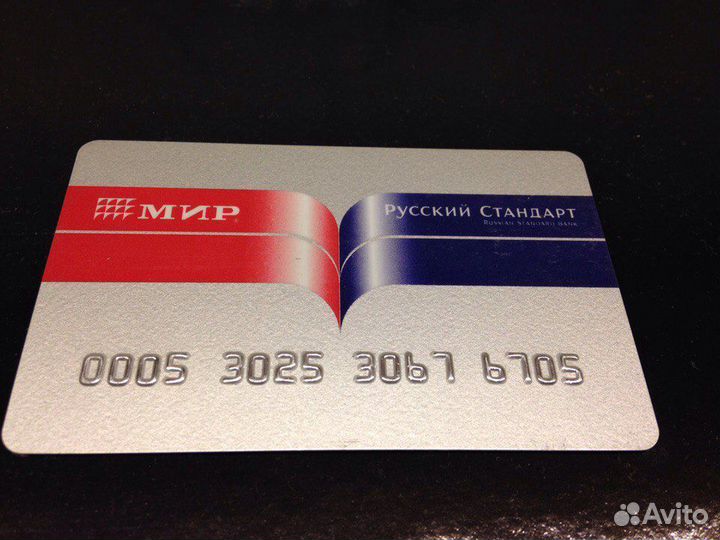 МИР
Русский Стандарт
Russian Standard Bank
0005 3025 3067 6705
Avito